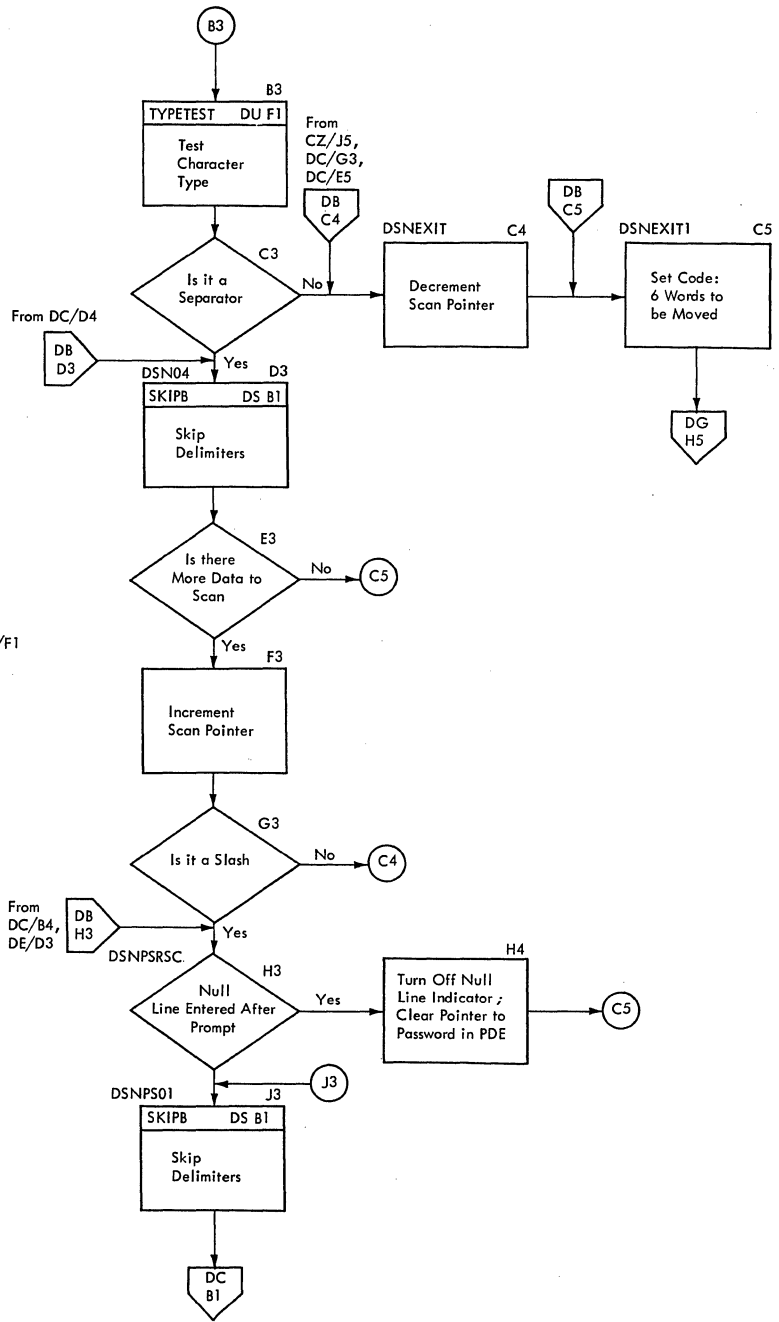 B3
B3
TYPETEST DU F1
Test
Character
Type
From
CZ/J5,
DC/G3,
DC/E5
DB
C4
DB
C5
C3
Is it a
Separator
No
DSNEXIT C4
Decrement
Scan Pointer
DSNEXIT1 C5
Set Code:
6 Words to
be Moved
DG
H5
From DC/D4
DB
D3
Yes
DSN04 D3
SKIPB DS B1
Skip
Delimiters
E3
Is there
More Data to
Scan
No
C5
Yes
/F1
F3
Increment
Scan Pointer
G3
Is it a Slash
No
C4
From
DC/B4,
DE/D3
DB
H3
Yes
DSNPSRSC
H3
Null
Line Entered After
Prompt
Yes
H4
Turn Off Null
Line Indicator;
Clear Pointer to
Password in PDE
C5
J3
DSNPS01 J3
SKIPB DS B1
Skip
Delimiters
DC
B1